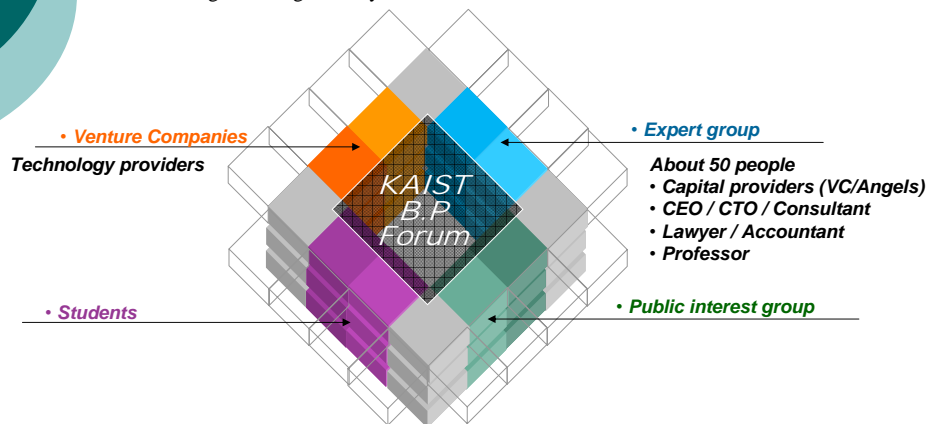 • Venture Companies
Technology providers
• Expert group
About 50 people
• Capital providers (VC/Angels)
• CEO / CTO / Consultant
• Lawyer / Accountant
• Professor
KAIST
B.P
Forum
• Students
• Public interest group